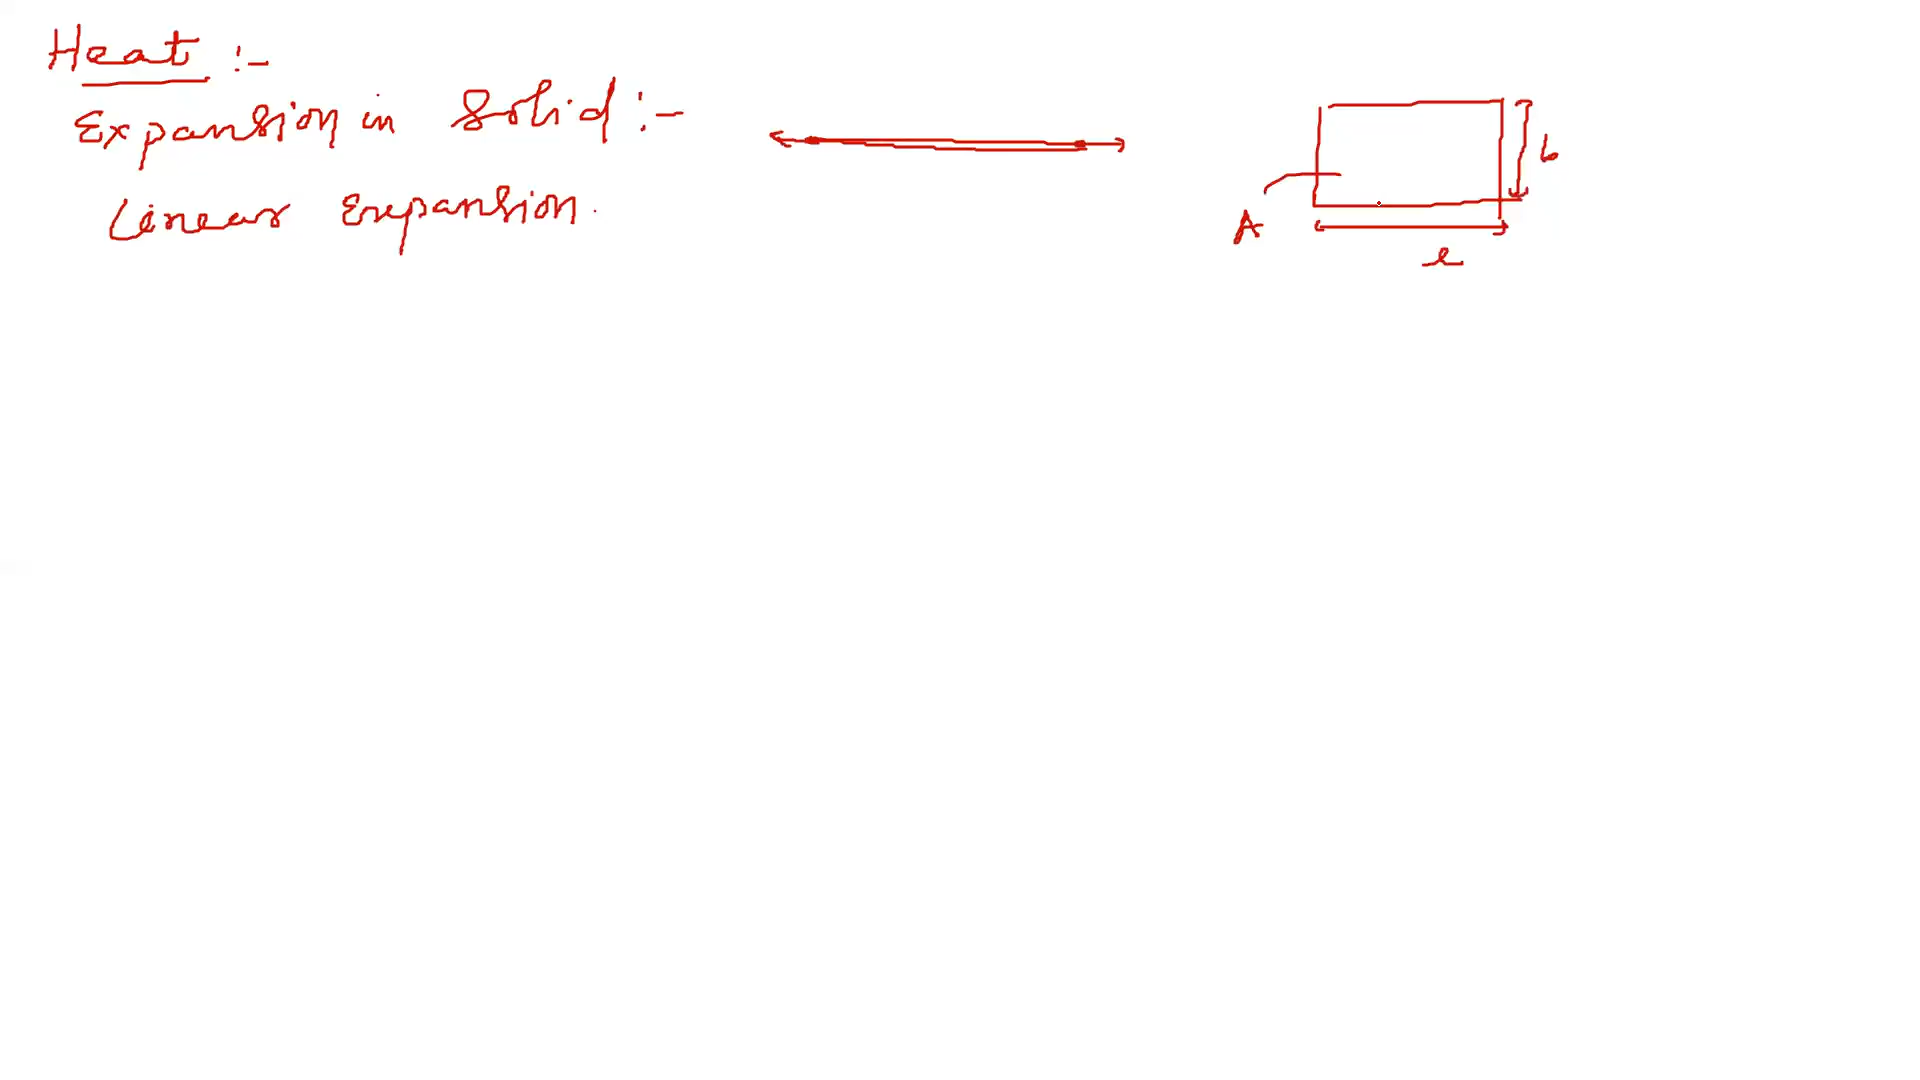 Heat :-
Expansion in Solid :-
Linear Expansion.
A
b
l